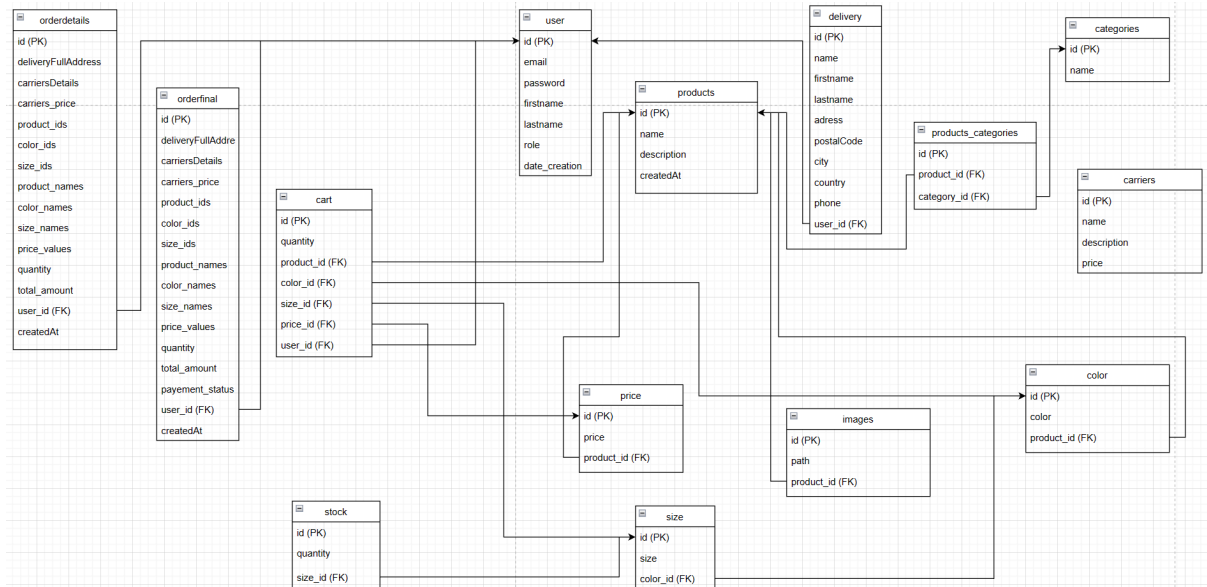 orderdetails
id (PK)
deliveryFullAddress
carriersDetails
carriers_price
product_ids
color_ids
size_ids
product_names
color_names
size_names
price_values
quantity
total_amount
user_id (FK)
createdAt
orderfinal
id (PK)
deliveryFullAddre
carriersDetails
carriers_price
product_ids
color_ids
size_ids
product_names
color_names
size_names
price_values
quantity
total_amount
payement_status
user_id (FK)
createdAt
cart
id (PK)
quantity
product_id (FK)
color_id (FK)
size_id (FK)
price_id (FK)
user_id (FK)
user
id (PK)
email
password
firstname
lastname
role
date_creation
products
id (PK)
name
description
createdAt
delivery
id (PK)
name
firstname
lastname
adress
postalCode
city
country
phone
user_id (FK)
products_categories
id (PK)
product_id (FK)
category_id (FK)
categories
id (PK)
name
carriers
id (PK)
name
description
price
price
id (PK)
price
product_id (FK)
images
id (PK)
path
product_id (FK)
color
id (PK)
color
product_id (FK)
stock
id (PK)
quantity
size_id (FK)
size
id (PK)
size
color_id (FK)